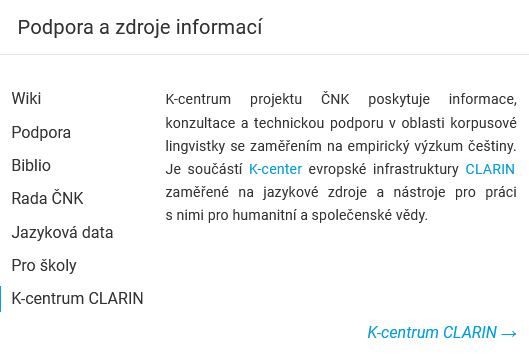 Podpora a zdroje informací
Wiki
Podpora
Biblio
Rada ČNK
Jazyková data
Pro školy
K-centrum CLARIN
K-centrum projektu ČNK poskytuje informace,
konzultace a technickou podporu v oblasti korpusové
lingvistky se zaměřením na empirický výzkum češtiny.
Je součástí K-center evropské infrastruktury CLARIN
zaměřené na jazykové zdroje a nástroje pro práci
s nimi pro humanitní a společenské vědy.
K-centrum CLARIN →